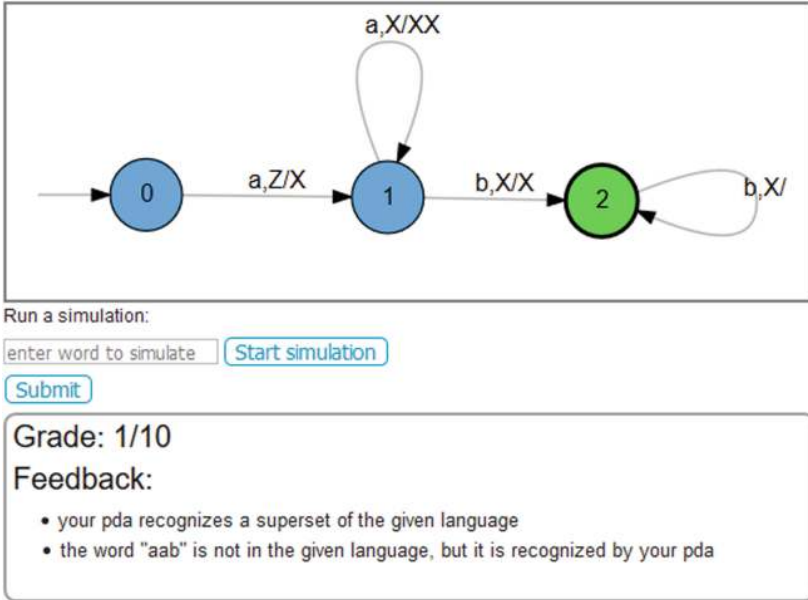 a,X/XX
0
a,Z/X
1
b,X/X
2
b,X/
Run a simulation:
enter word to simulate Start simulation
Submit
Grade: 1/10
Feedback:
• your pda recognizes a superset of the given language
• the word "aab" is not in the given language, but it is recognized by your pda